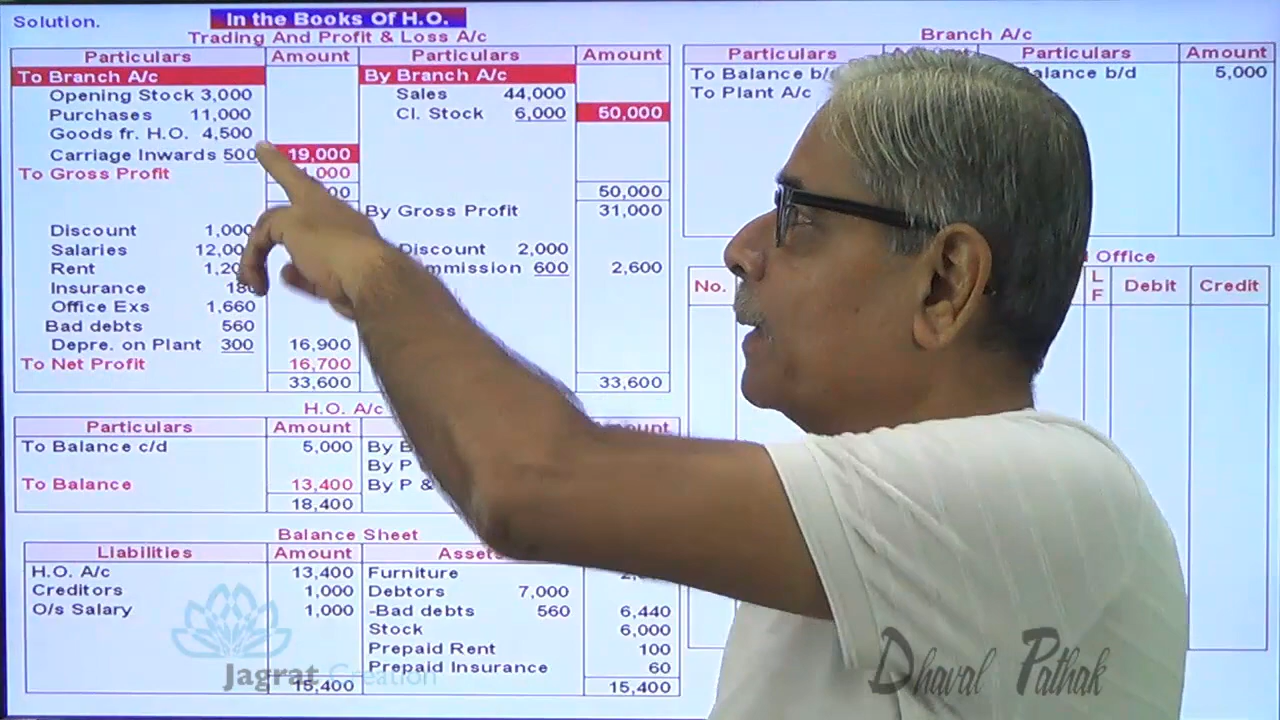 Solution.
In the Books Of H.O.
Trading And Profit & Loss A/c
Particulars Amount Particulars Amount
To Branch A/c By Branch A/c
Opening Stock 3,000 Sales 44,000
Purchases 11,000 Cl. Stock 6,000 50,000
Goods fr. H.O. 4,500
Carriage Inwards 500 19,000
To Gross Profit
50,000
By Gross Profit 31,000
Discount 1,000
Salaries 12,000 Discount 2,000
Rent 600 2,600
Insurance
Office Exs 1,660
Bad debts 560
Depre. on Plant 300 16,900
To Net Profit 16,700
33,600 33,600
H.O. A/c
Particulars Amount
To Balance c/d 5,000 By
By P
To Balance 13,400 By P &
18,400
Balance Sheet
Liabilities Amount Assets
H.O. A/c 13,400 Furniture
Creditors 1,000 Debtors 7,000
O/s Salary 1,000 -Bad debts 560 6,440
Stock 6,000
Prepaid Rent 100
Prepaid Insurance 60
15,400 15,400
Branch A/c
Particulars Particulars Amount
To Balance b/d b/d 5,000
To Plant A/c
Office
No. L F Debit Credit
Jagrat Creation
Dhaval Pathak